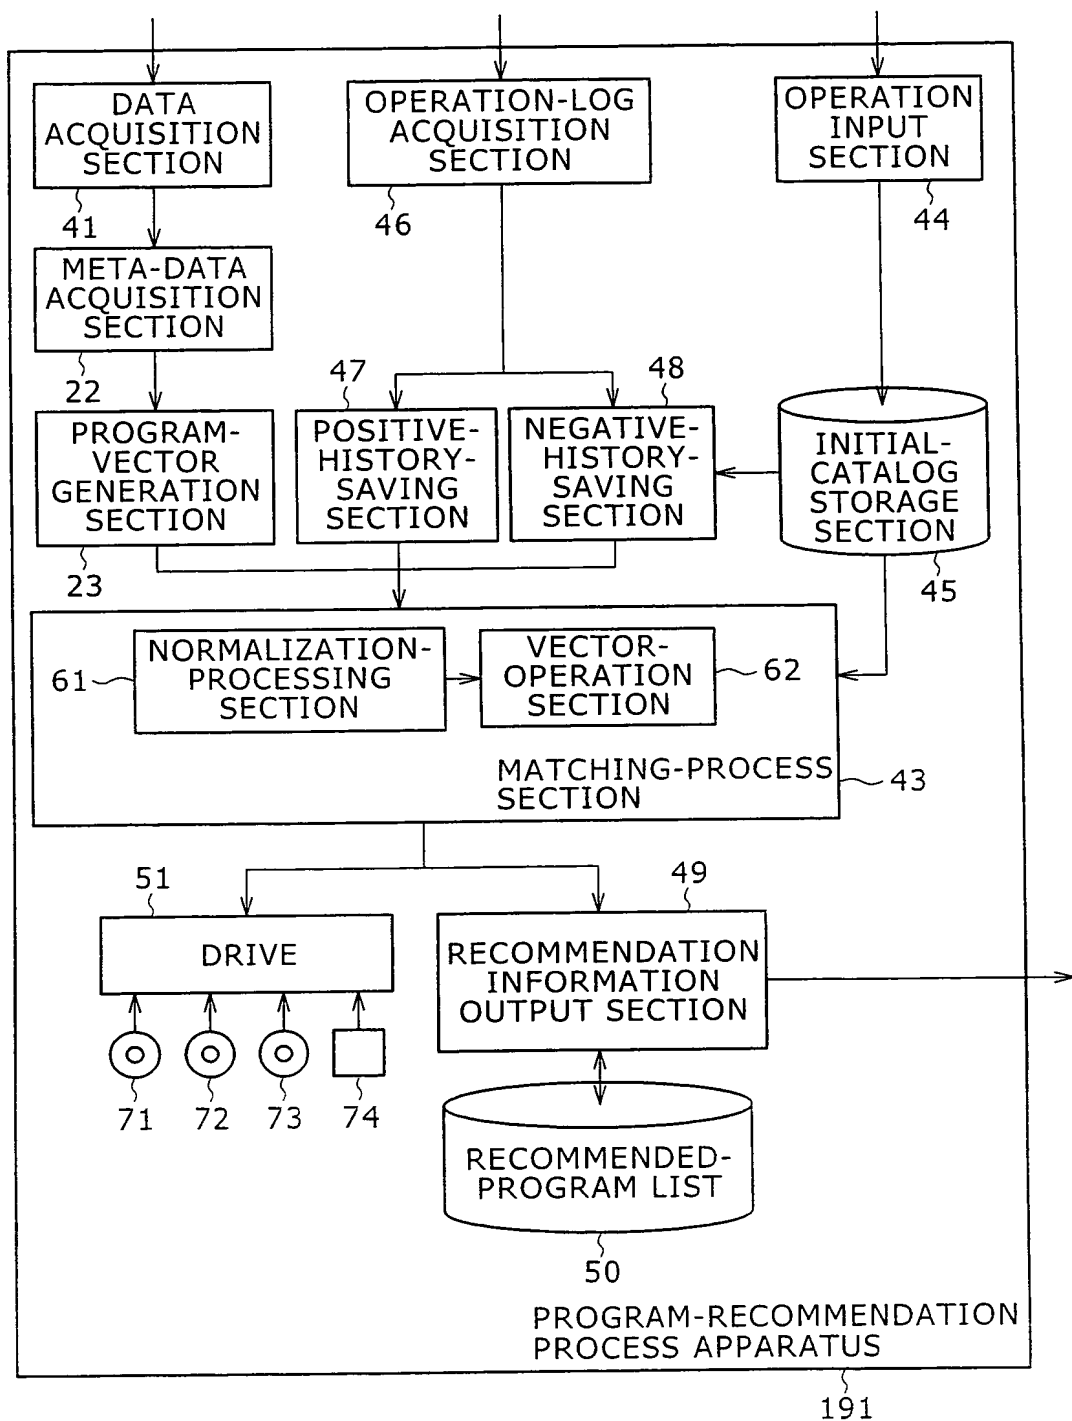 DATA
ACQUISITION
SECTION
41
OPERATION-LOG
ACQUISITION
SECTION
46
OPERATION
INPUT
SECTION
44
META-DATA
ACQUISITION
SECTION
22
PROGRAM-
VECTOR
GENERATION
SECTION
23
47
POSITIVE-
HISTORY-
SAVING
SECTION
48
NEGATIVE-
HISTORY-
SAVING
SECTION
INITIAL-
CATALOG
STORAGE
SECTION
45
61
NORMALIZATION-
PROCESSING
SECTION
VECTOR-
OPERATION
SECTION
62
MATCHING-PROCESS
SECTION
43
51
DRIVE
71
72
73
74
49
RECOMMENDATION
INFORMATION
OUTPUT SECTION
RECOMMENDED-
PROGRAM LIST
50
PROGRAM-RECOMMENDATION
PROCESS APPARATUS
191